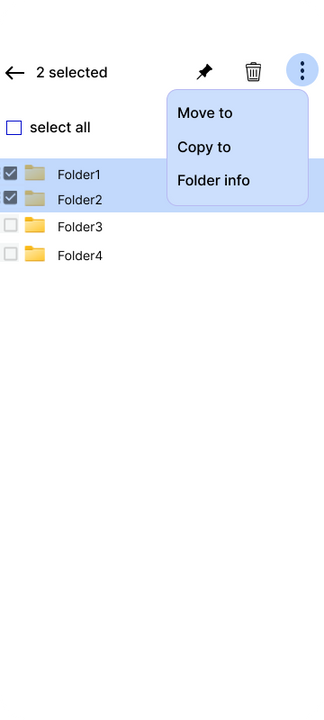 2 selected
Move to
select all
Copy to
Folder info
Folder1
Folder2
Folder3
Folder4